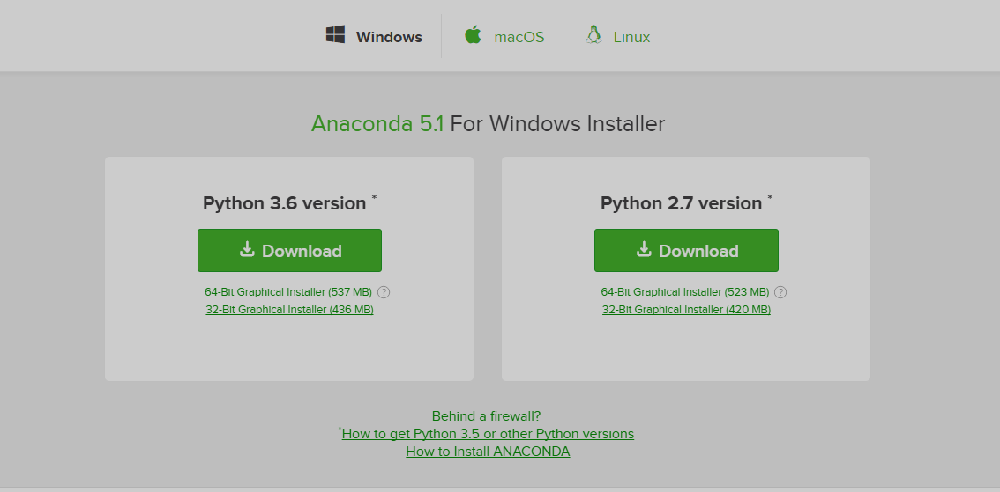 Windows macOS Linux
Anaconda 5.1 For Windows Installer
Python 3.6 version *
Download
64-Bit Graphical Installer (537 MB) ?
32-Bit Graphical Installer (436 MB)
Python 2.7 version *
Download
64-Bit Graphical Installer (523 MB) ?
32-Bit Graphical Installer (420 MB)
Behind a firewall?
*How to get Python 3.5 or other Python versions
How to Install ANACONDA